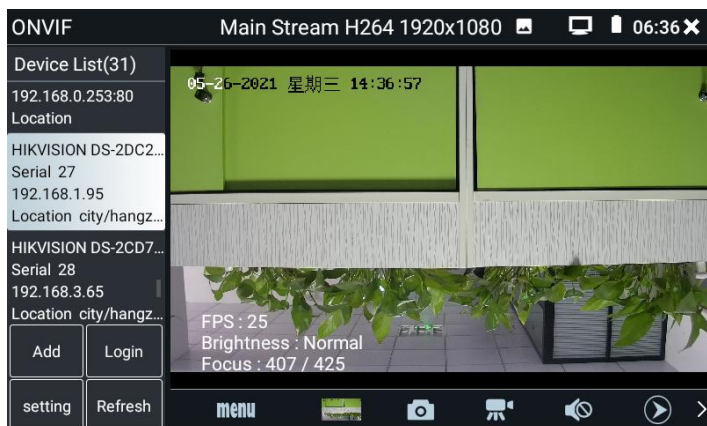 ONVIF
Main Stream H264 1920x1080
06:36
Device List(31)
192.168.0.253:80
Location
HIKVISION DS-2DC2...
Serial 27
192.168.1.95
Location city/hangz...
HIKVISION DS-2CD7...
Serial 28
192.168.3.65
Location city/hangz...
Add
Login
setting
Refresh
05-26-2021 星期三 14:36:57
FPS : 25
Brightness : Normal
Focus : 407 / 425
menu